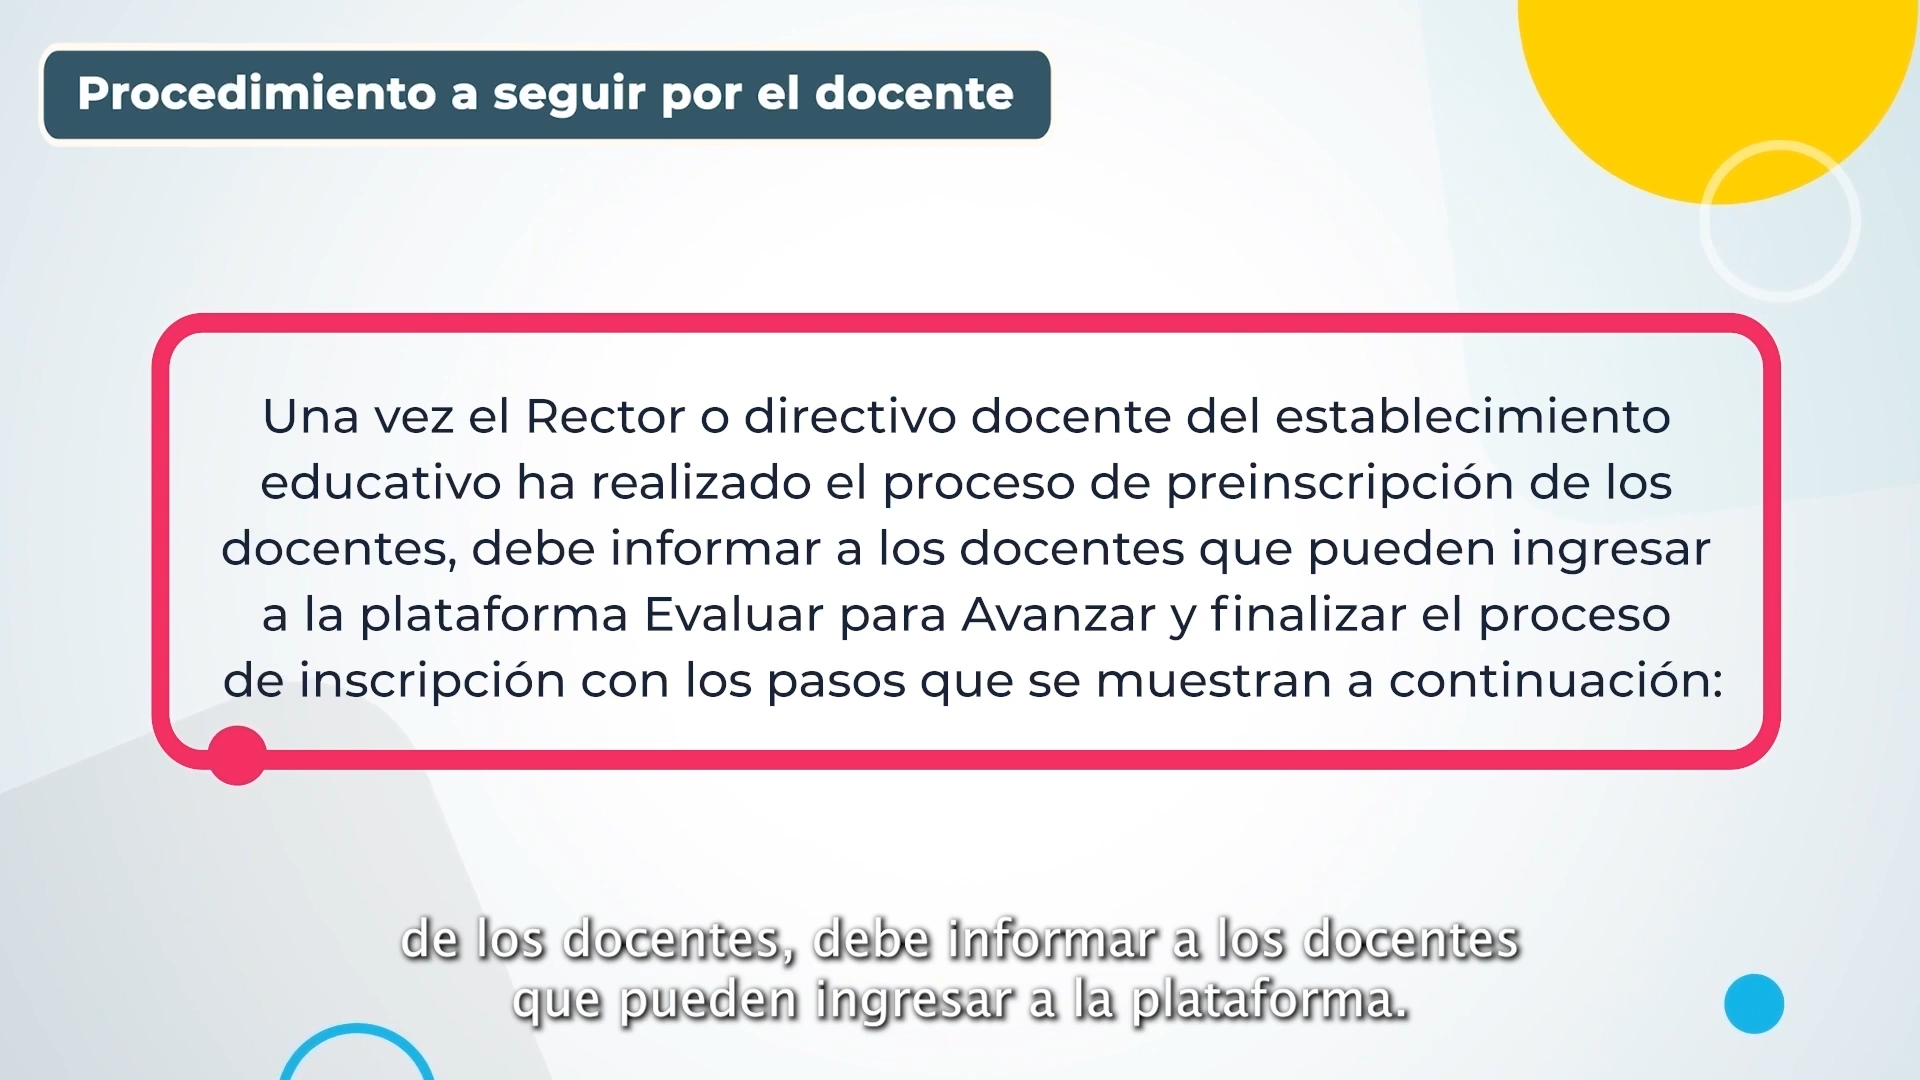 Procedimiento a seguir por el docente
Una vez el Rector o directivo docente del establecimiento
educativo ha realizado el proceso de preinscripción de los
docentes, debe informar a los docentes que pueden ingresar
a la plataforma Evaluar para Avanzar y finalizar el proceso
de inscripción con los pasos que se muestran a continuación:
de los docentes, debe informar a los docentes
que pueden ingresar a la plataforma.